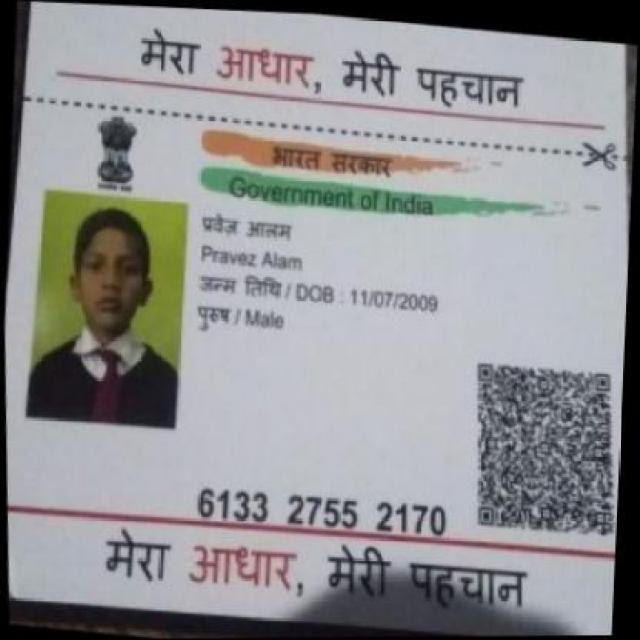 मेरा आधार, मेरी पहचान
भारत सरकार
Government of India
प्रवेज आलम
Pravez Alam
जन्म तिथि / DOB : 11/07/2009
पुरुष / Male
6133 2755 2170
मेरा आधार, मेरी पहचान